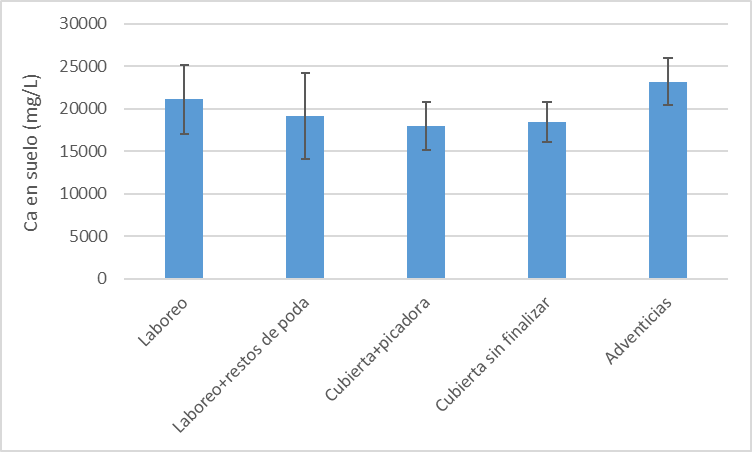 30000
25000
20000
15000
10000
5000
0
Ca en suelo (mg/L)
Laboreo
Laboreo+restos de poda
Cubierta+picadora
Cubierta sin finalizar
Adventicias